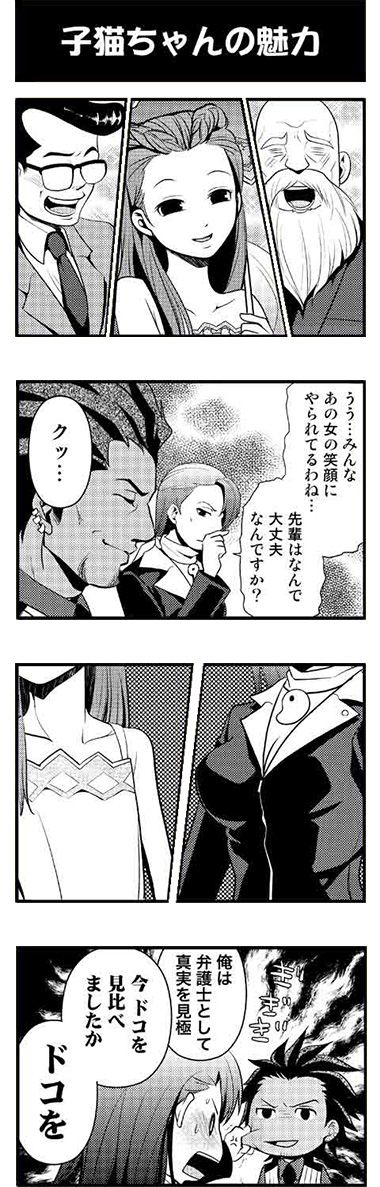 子猫ちゃんの魅力
うう…みんな
あの女の笑顔に
やられてるわね…
先輩はなんで
大丈夫
なんですか？
クッ…
俺は
弁護士として
真実を見極
ぎぎぎ
今 ドコを
見比べ
ましたか
ドコを